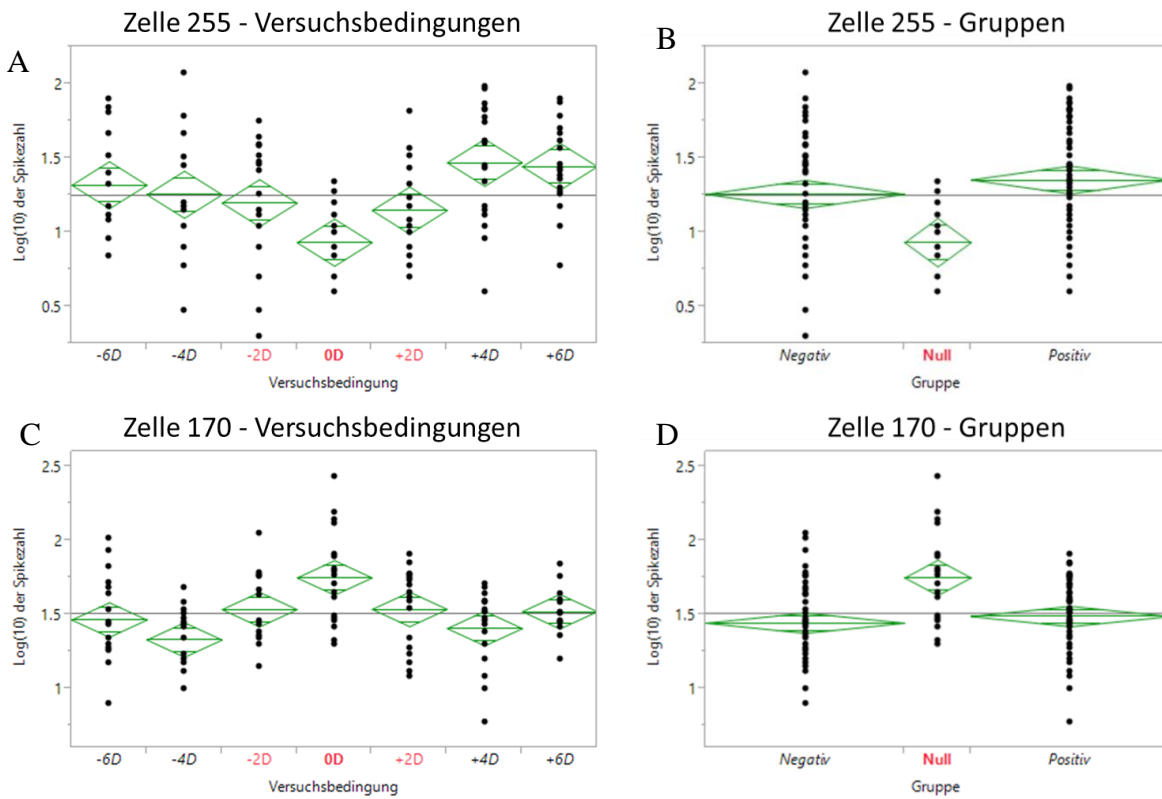 Zelle 255 - Versuchsbedingungen
A
Log(10) der Spikezahl
2
1.5
1
0.5
-6D -4D -2D 0D +2D +4D +6D
Versuchsbedingung
Zelle 255 - Gruppen
B
Log(10) der Spikezahl
2
1.5
1
0.5
Negativ Null Positiv
Gruppe
Zelle 170 - Versuchsbedingungen
C
Log(10) der Spikezahl
2.5
2
1.5
1
-6D -4D -2D 0D +2D +4D +6D
Versuchsbedingung
Zelle 170 - Gruppen
D
Log(10) der Spikezahl
2.5
2
1.5
1
Negativ Null Positiv
Gruppe